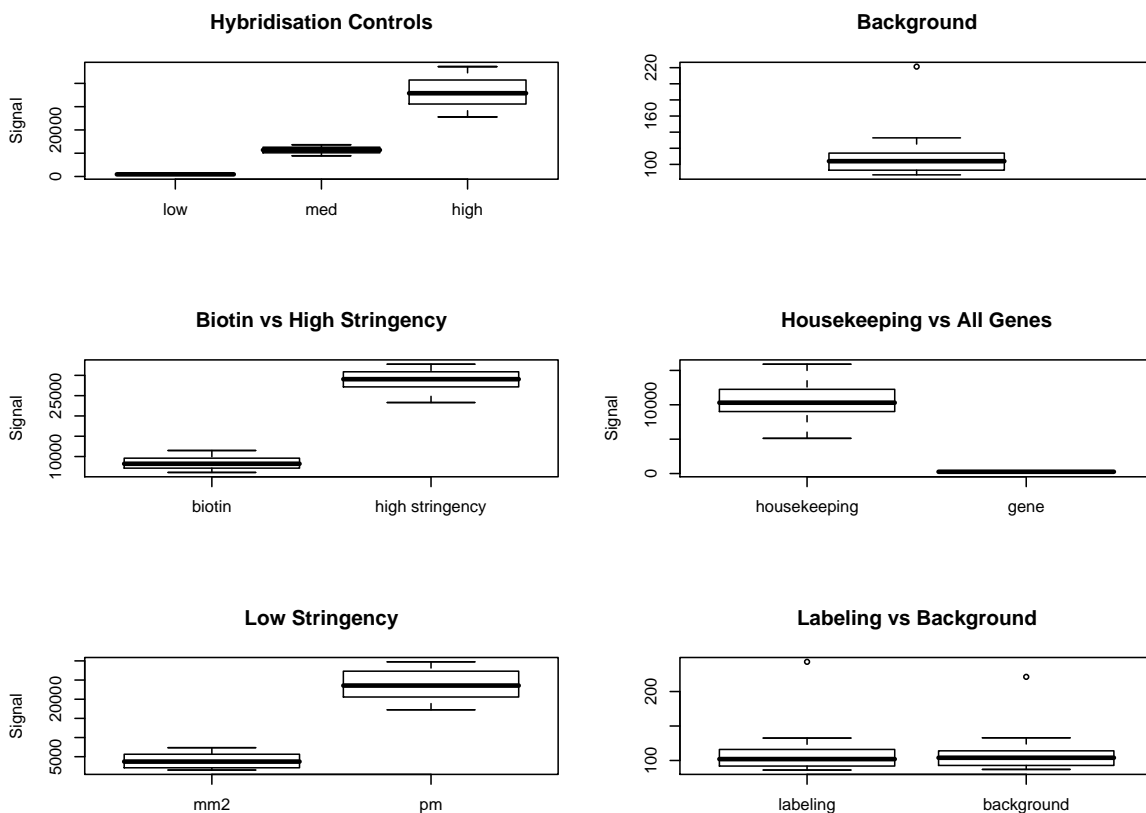 Hybridisation Controls
Signal
0
20000
low med high
Background
100
160
220
Biotin vs High Stringency
Signal
10000
25000
biotin high stringency
Housekeeping vs All Genes
Signal
0
10000
housekeeping gene
Low Stringency
Signal
5000
20000
mm2 pm
Labeling vs Background
100
200
labeling background